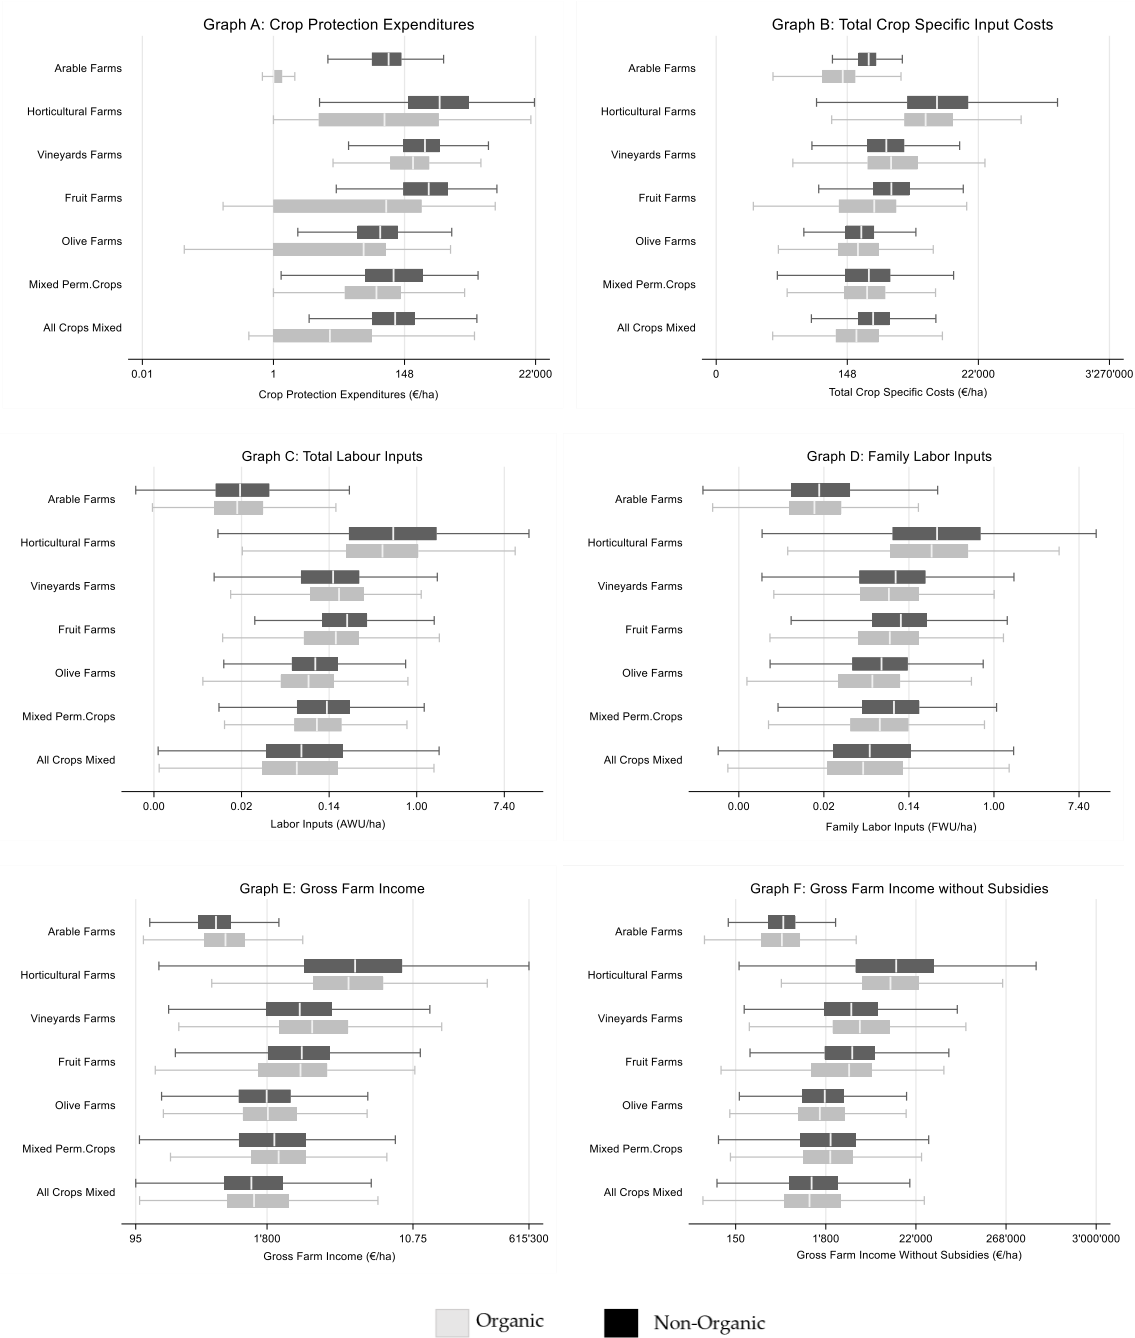 Graph A: Crop Protection Expenditures
Arable Farms
Horticultural Farms
Vineyards Farms
Fruit Farms
Olive Farms
Mixed Perm.Crops
All Crops Mixed
0.01 1 148 22'000
Crop Protection Expenditures (€/ha)
Graph B: Total Crop Specific Input Costs
Arable Farms
Horticultural Farms
Vineyards Farms
Fruit Farms
Olive Farms
Mixed Perm.Crops
All Crops Mixed
0 148 22'000 3'270'000
Total Crop Specific Costs (€/ha)
Graph C: Total Labour Inputs
Arable Farms
Horticultural Farms
Vineyards Farms
Fruit Farms
Olive Farms
Mixed Perm.Crops
All Crops Mixed
0.00 0.02 0.14 1.00 7.40
Labor Inputs (AWU/ha)
Graph D: Family Labor Inputs
Arable Farms
Horticultural Farms
Vineyards Farms
Fruit Farms
Olive Farms
Mixed Perm.Crops
All Crops Mixed
0.00 0.02 0.14 1.00 7.40
Family Labor Inputs (FWU/ha)
Graph E: Gross Farm Income
Arable Farms
Horticultural Farms
Vineyards Farms
Fruit Farms
Olive Farms
Mixed Perm.Crops
All Crops Mixed
95 1'800 10.75 615'300
Gross Farm Income (€/ha)
Graph F: Gross Farm Income without Subsidies
Arable Farms
Horticultural Farms
Vineyards Farms
Fruit Farms
Olive Farms
Mixed Perm.Crops
All Crops Mixed
150 1'800 22'000 268'000 3'000'000
Gross Farm Income Without Subsidies (€/ha)
Organic Non-Organic